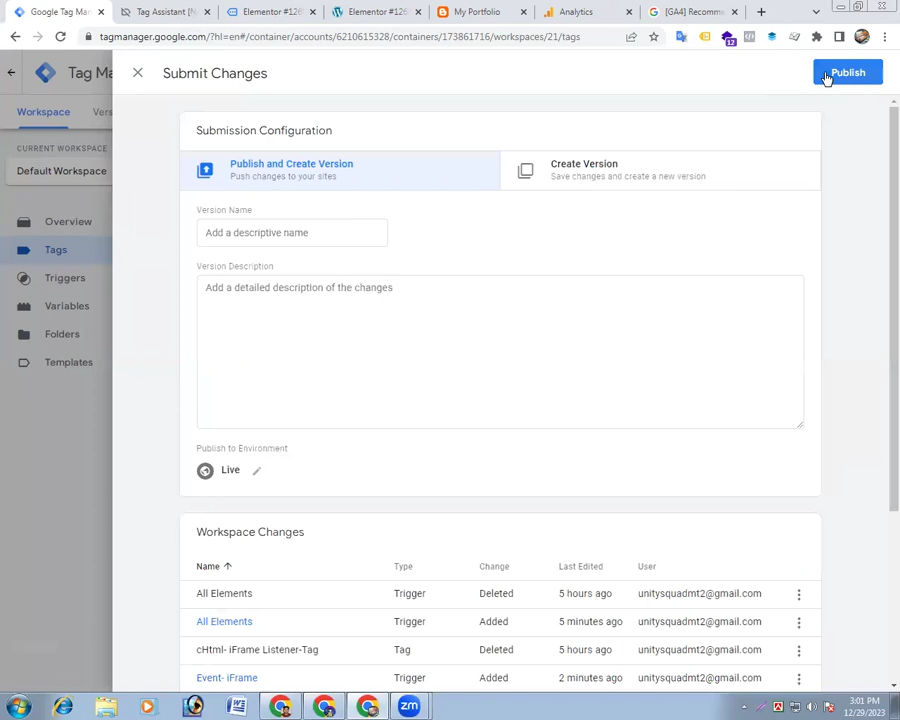 Google Tag Man
Tag Assistant [N
Elementor #126
Elementor #126
My Portfolio
Analytics
[GA4] Recomme
tagmanager.google.com/?hl=en#/container/accounts/6210615328/containers/173861716/workspaces/21/tags
12
Tag Ma
Submit Changes
Publish
Workspace
Vers
CURRENT WORKSPACE
Default Workspace
Overview
Tags
Triggers
Variables
Folders
Templates
Submission Configuration
Publish and Create Version
Push changes to your sites
Create Version
Save changes and create a new version
Version Name
Add a descriptive name
Version Description
Add a detailed description of the changes
Publish to Environment
Live
Workspace Changes
Name Type Change Last Edited User
All Elements Trigger Deleted 5 hours ago unitysquadmt2@gmail.com
All Elements Trigger Added 5 minutes ago unitysquadmt2@gmail.com
cHtml- iFrame Listener-Tag Tag Deleted 5 hours ago unitysquadmt2@gmail.com
Event- iFrame Trigger Added 2 minutes ago unitysquadmt2@gmail.com
zm
3:01 PM
12/29/2023